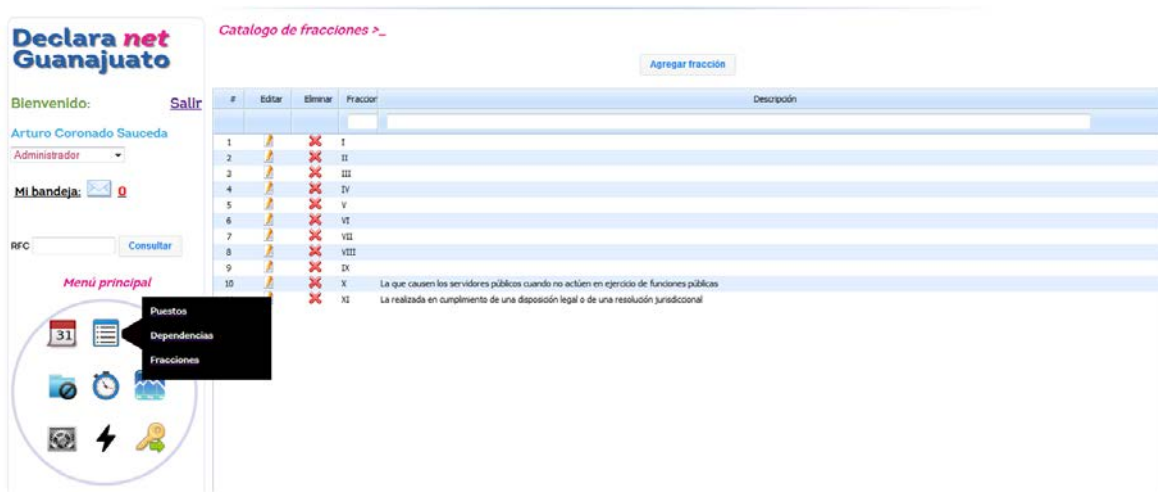 Declara net
Guanajuato
Bienvenido: Salir
Arturo Coronado Sauceda
Administrador
Mi bandeja: 0
RFC Consultar
Menú principal
31
Puestos
Dependencias
Fracciones
Catalogo de fracciones >_
Agregar fracción
# Editar Eliminar Fraccior Descripción
1 I
2 II
3 III
4 IV
5 V
6 VI
7 VII
8 VIII
9 IX
10 X La que causen los servidores públicos cuando no actúen en ejercicio de funciones públicas
XI La realizada en cumplimiento de una disposición legal o de una resolución jurisdiccional